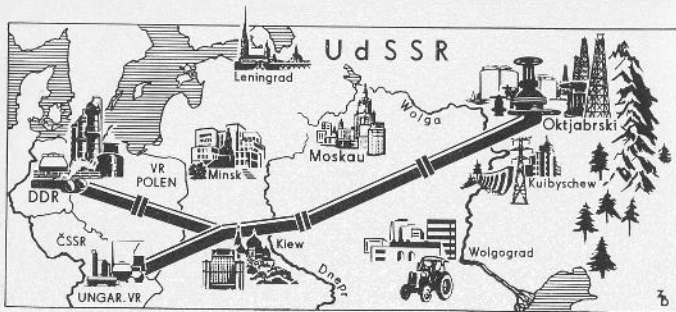 UdSSR
Leningrad
Wolga
Oktjabrski
Moskau
VR
POLEN
Minsk
DDR
Kuibyschew
ČSSR
Kiew
Wolgograd
Dnepr
UNGAR.VR